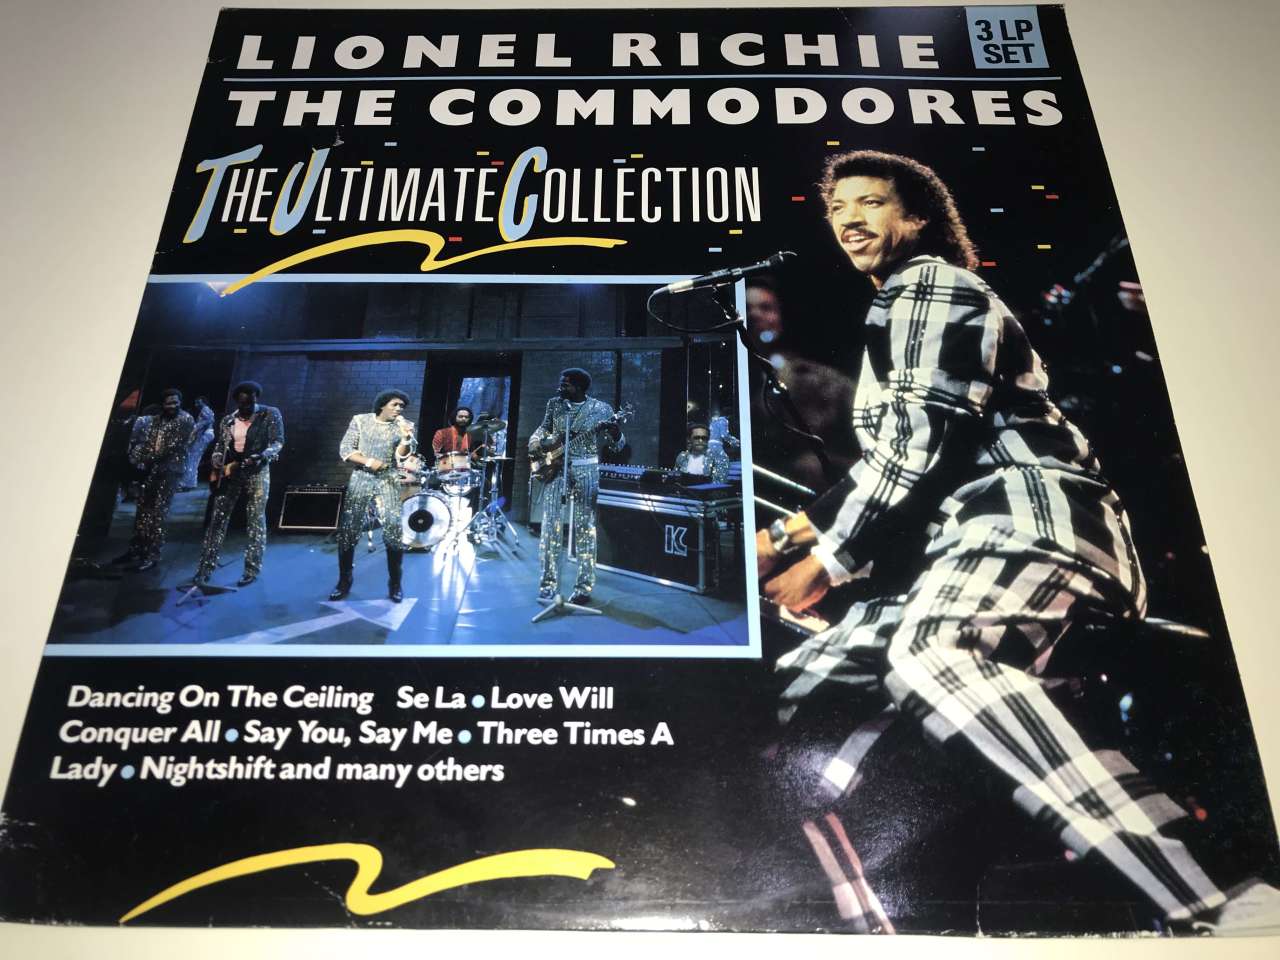 LIONEL RICHIE
3 LP
SET
THE COMMODORES
THE ULTIMATE COLLECTION
K
Dancing On The Ceiling Se La • Love Will
Conquer All • Say You, Say Me • Three Times A
Lady • Nightshift and many others